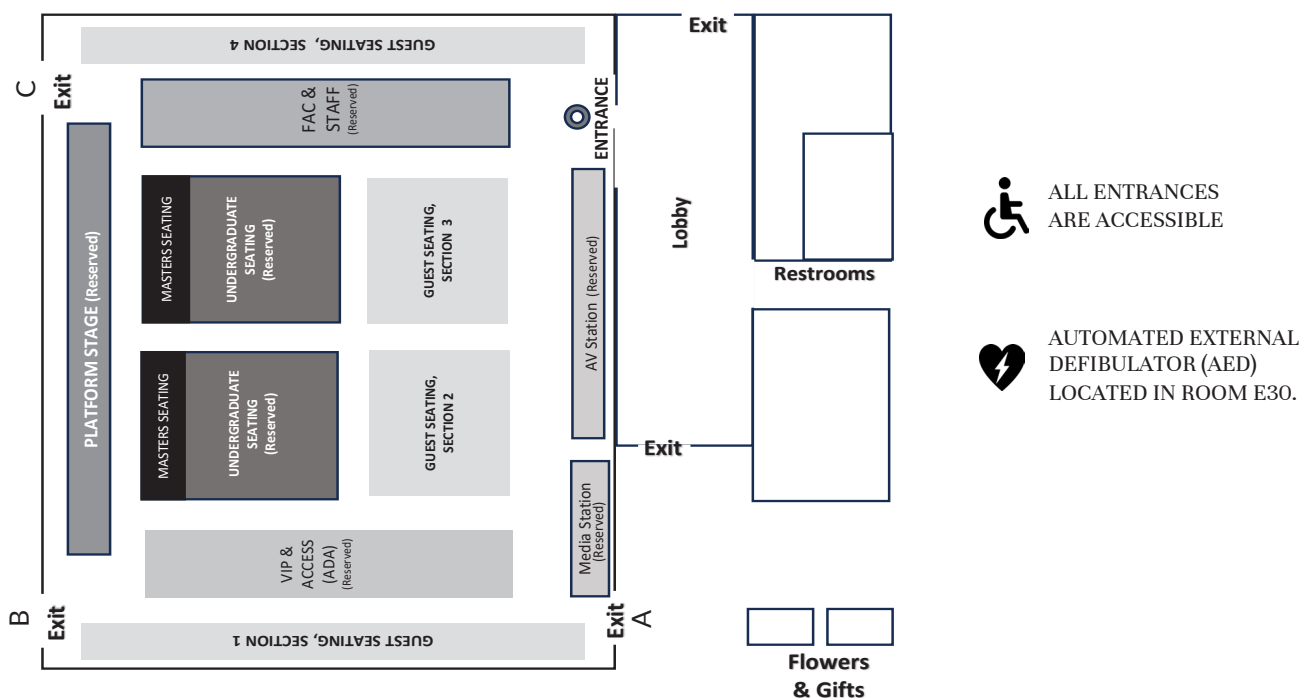 Exit
GUEST SEATING, SECTION 4
C
Exit
FAC &
STAFF
(Reserved)
ENTRANCE
PLATFORM STAGE (Reserved)
MASTERS SEATING
UNDERGRADUATE
SEATING
(Reserved)
GUEST SEATING,
SECTION 3
AV Station (Reserved)
Lobby
Restrooms
MASTERS SEATING
UNDERGRADUATE
SEATING
(Reserved)
GUEST SEATING,
SECTION 2
Exit
Media Station
(Reserved)
VIP &
ACCESS
(ADA)
(Reserved)
B
Exit
Exit
A
GUEST SEATING, SECTION 1
Flowers
& Gifts
ALL ENTRANCES
ARE ACCESSIBLE
AUTOMATED EXTERNAL
DEFIBULATOR (AED)
LOCATED IN ROOM E30.